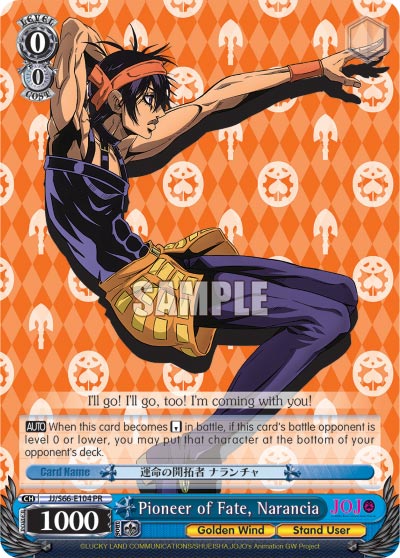 LEVEL
0
0
COST
SAMPLE
I'll go! I'll go, too! I'm coming with you!
AUTO When this card becomes in battle, if this card's battle opponent is
level 0 or lower, you may put that character at the bottom of your
opponent's deck.
Card Name 運命の開拓者 ナランチャ
CH JJ/S66-E104 PR
1000
Pioneer of Fate, Narancia
JOJO
Golden Wind Stand User
©LUCKY LAND COMMUNICATIONS/SHUEISHA,JOJO's Animation GW Project